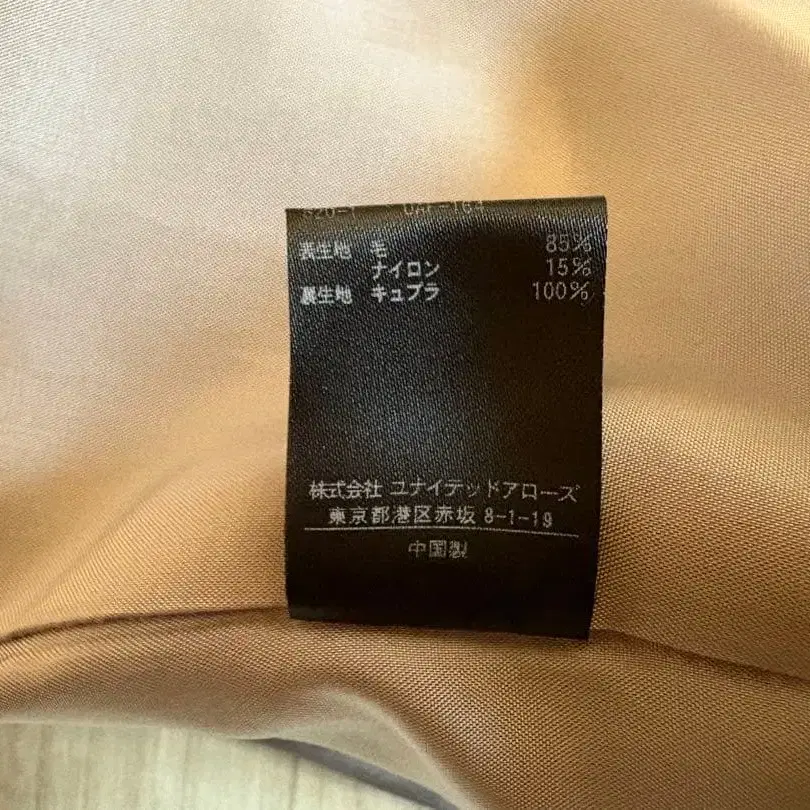 表生地 毛 85%
ナイロン 15%
裏生地 キュプラ 100%
株式会社 ユナイテッドアローズ
東京都港区赤坂 8-1-19
中国製